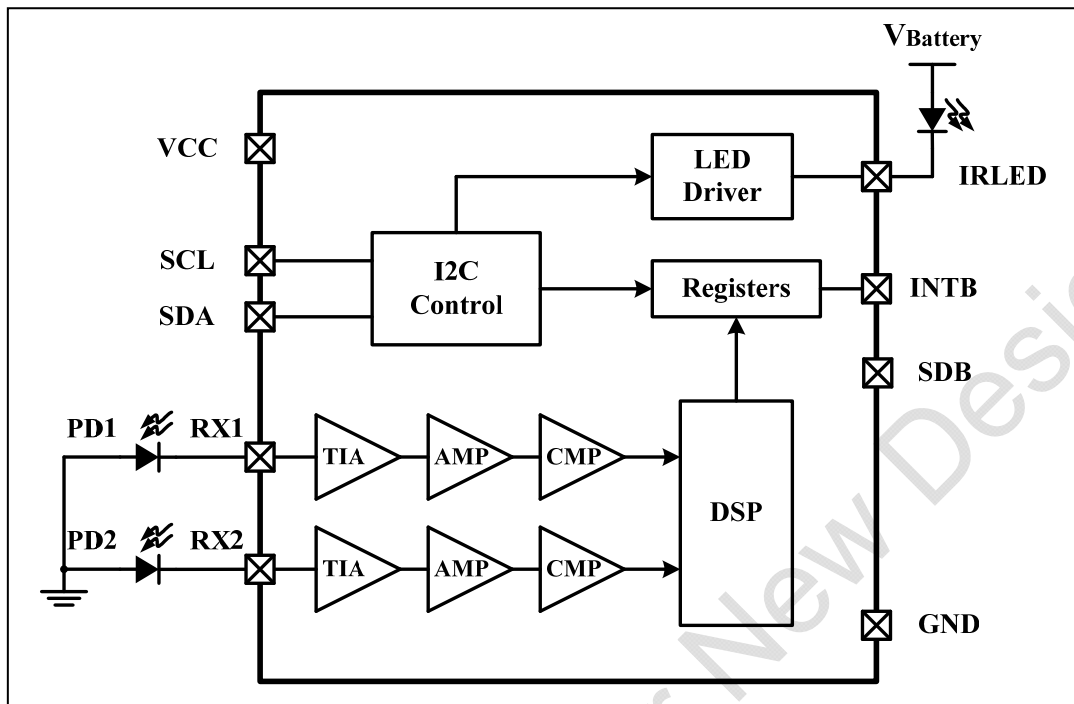 VBattery
VCC
LED
Driver
IRLED
SCL
I2C
Control
Registers
INTB
SDA
SDB
PD1
RX1
TIA
AMP
CMP
DSP
PD2
RX2
TIA
AMP
CMP
GND
New